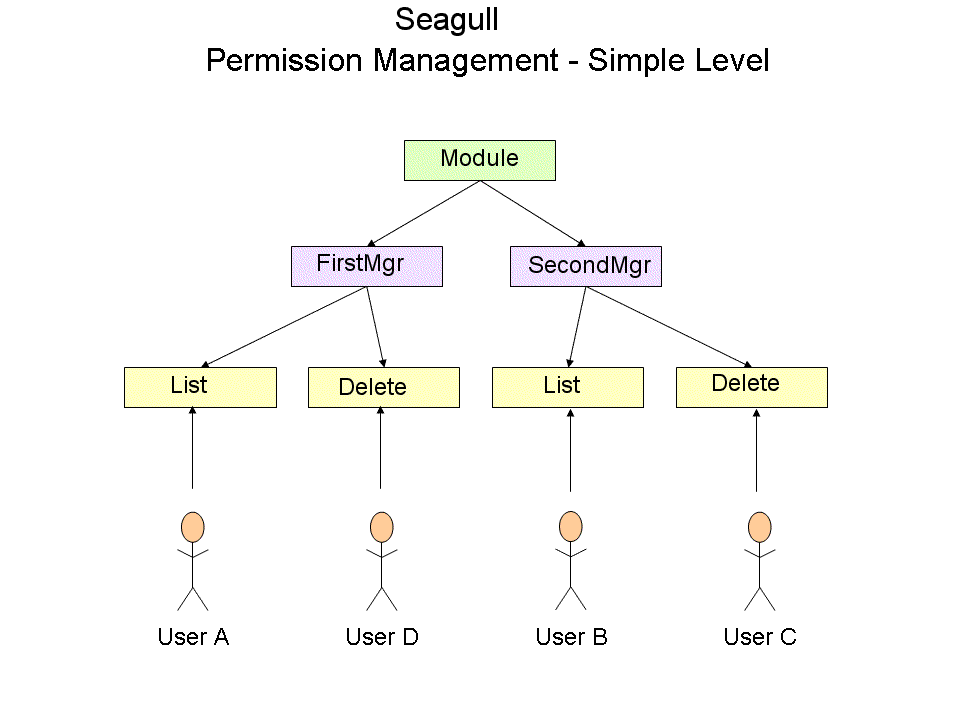 Seagull
Permission Management - Simple Level
Module
FirstMgr
SecondMgr
List
Delete
List
Delete
User A
User D
User B
User C